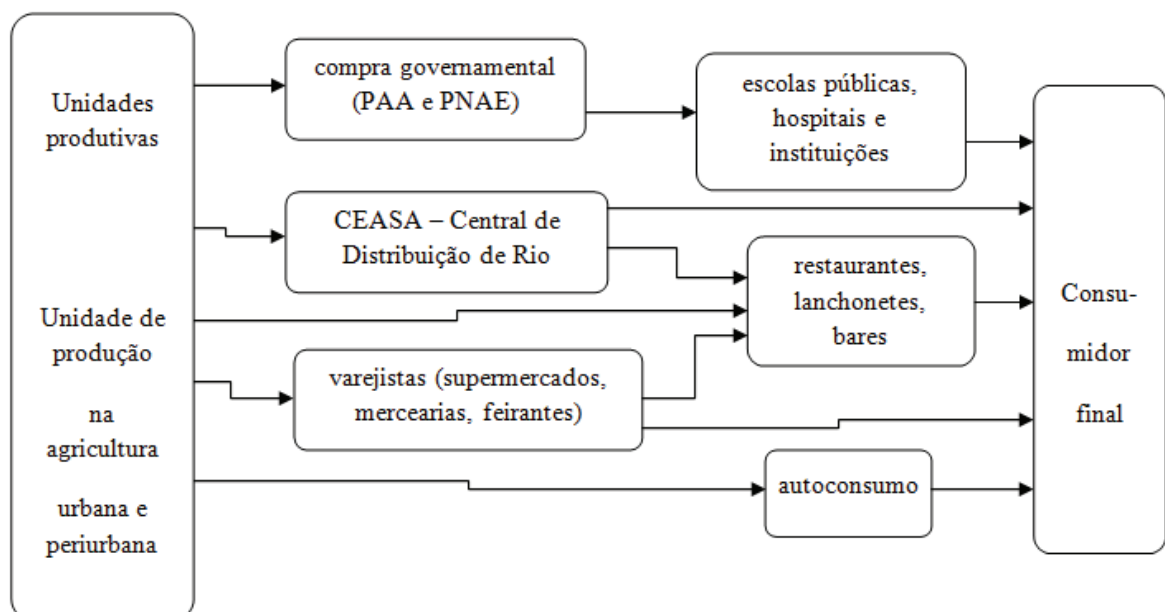 Unidades
produtivas
Unidade de
produção
na
agricultura
urbana e
periurbana
compra governamental
(PAA e PNAE)
escolas públicas,
hospitais e
instituições
CEASA – Central de
Distribuição de Rio
restaurantes,
lanchonetes,
bares
varejistas (supermercados,
mercearias, feirantes)
autoconsumo
Consu-
midor
final